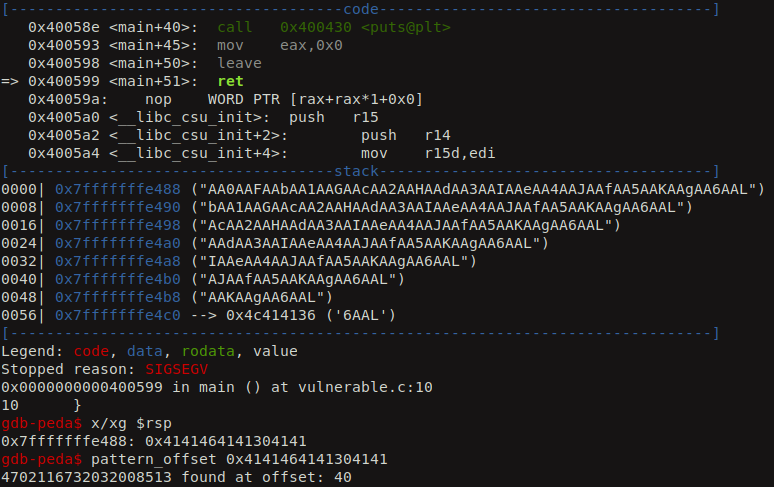 [-------------------------------------code-------------------------------------]
   0x40058e <main+40>:	call   0x400430 <puts@plt>
   0x400593 <main+45>:	mov    eax,0x0
   0x400598 <main+50>:	leave
=> 0x400599 <main+51>:	ret
   0x40059a:	nop    WORD PTR [rax+rax*1+0x0]
   0x4005a0 <__libc_csu_init>:	push   r15
   0x4005a2 <__libc_csu_init+2>:	push   r14
   0x4005a4 <__libc_csu_init+4>:	mov    r15d,edi
[------------------------------------stack-------------------------------------]
0000| 0x7fffffffe488 ("AA0AAFAAbAA1AAGAAcAA2AAHAAdAA3AAIAAeAA4AAJAAfAA5AAKAAgAA6AAL")
0008| 0x7fffffffe490 ("bAA1AAGAAcAA2AAHAAdAA3AAIAAeAA4AAJAAfAA5AAKAAgAA6AAL")
0016| 0x7fffffffe498 ("AcAA2AAHAAdAA3AAIAAeAA4AAJAAfAA5AAKAAgAA6AAL")
0024| 0x7fffffffe4a0 ("AAdAA3AAIAAeAA4AAJAAfAA5AAKAAgAA6AAL")
0032| 0x7fffffffe4a8 ("IAAeAA4AAJAAfAA5AAKAAgAA6AAL")
0040| 0x7fffffffe4b0 ("AJAAfAA5AAKAAgAA6AAL")
0048| 0x7fffffffe4b8 ("AAKAAgAA6AAL")
0056| 0x7fffffffe4c0 --> 0x4c414136 ('6AAL')
[------------------------------------------------------------------------------]
Legend: code, data, rodata, value
Stopped reason: SIGSEGV
0x0000000000400599 in main () at vulnerable.c:10
10	}
gdb-peda$ x/xg $rsp
0x7fffffffe488:	0x4141464141304141
gdb-peda$ pattern_offset 0x4141464141304141
4702116732032008513 found at offset: 40